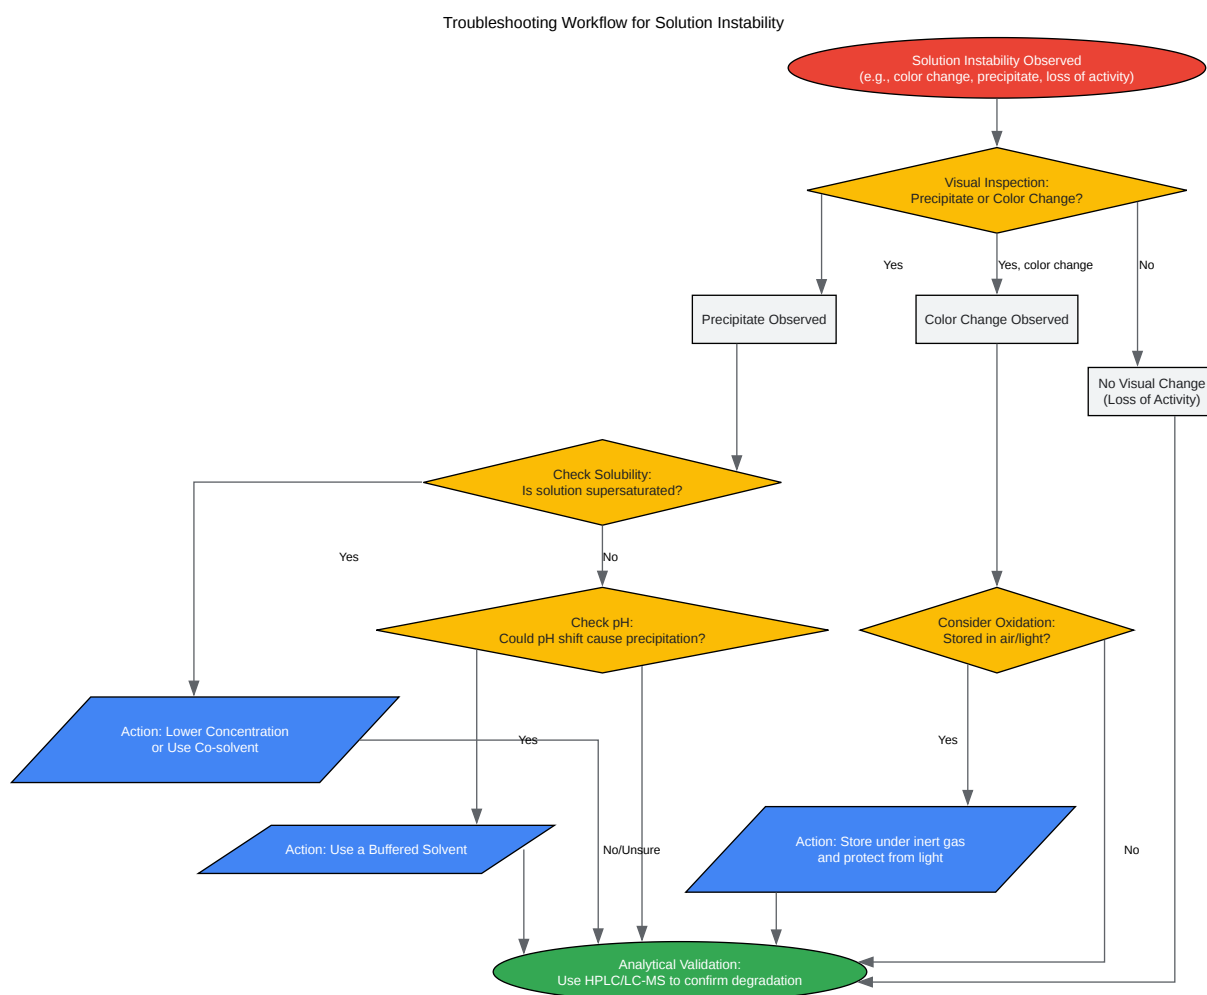 Troubleshooting Workflow for Solution Instability
Solution Instability Observed
(e.g., color change, precipitate, loss of activity)
Visual Inspection:
Precipitate or Color Change?
Yes
Yes, color change
No
Precipitate Observed
Color Change Observed
No Visual Change
(Loss of Activity)
Check Solubility:
Is solution supersaturated?
Yes
No
Check pH:
Could pH shift cause precipitation?
Consider Oxidation:
Stored in air/light?
Action: Lower Concentration
or Use Co-solvent
Yes
Yes
Action: Use a Buffered Solvent
No/Unsure
Action: Store under inert gas
and protect from light
No
Analytical Validation:
Use HPLC/LC-MS to confirm degradation